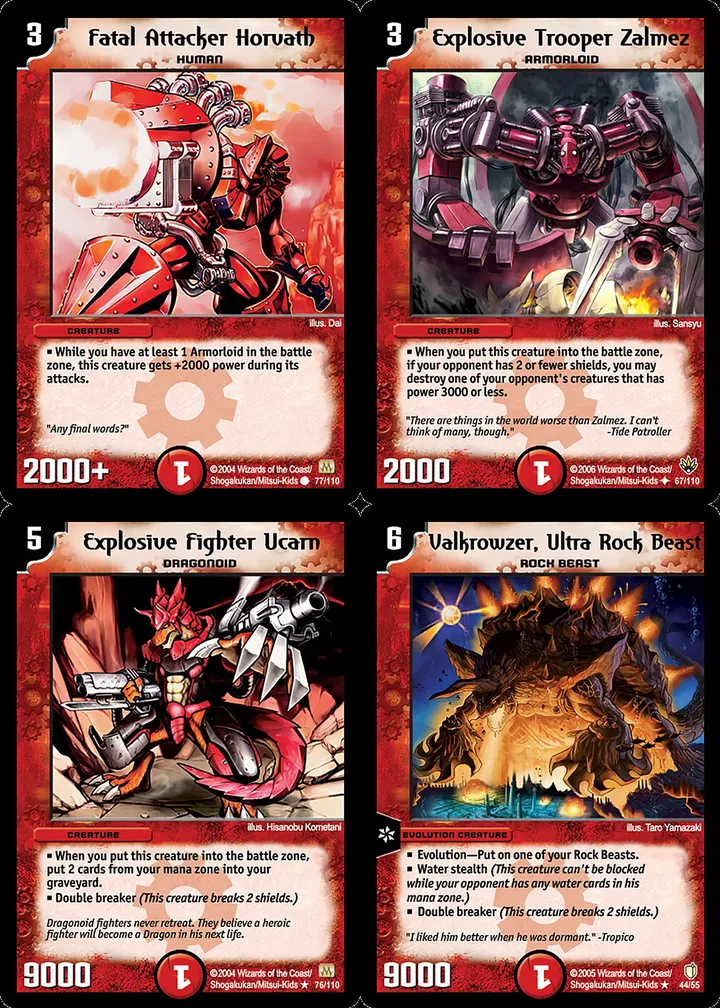 3
Fatal Attacker Horvath
HUMAN
illus. Dai
CREATURE
▪ While you have at least 1 Armorloid in the battle
zone, this creature gets +2000 power during its
attacks.
"Any final words?"
2000+
1
©2004 Wizards of the Coast/
Shogakukan/Mitsui-Kids ● 77/110
3
Explosive Trooper Zalmez
ARMORLOID
illus. Sansyu
CREATURE
▪ When you put this creature into the battle zone,
if your opponent has 2 or fewer shields, you may
destroy one of your opponent's creatures that has
power 3000 or less.
"There are things in the world worse than Zalmez. I can't
think of many, though." -Tide Patroller
2000
1
©2006 Wizards of the Coast/
Shogakukan/Mitsui-Kids ✦ 67/110
5
Explosive Fighter Ucarn
DRAGONOID
illus. Hisanobu Kometani
CREATURE
▪ When you put this creature into the battle zone,
put 2 cards from your mana zone into your
graveyard.
▪ Double breaker (This creature breaks 2 shields.)
Dragonoid fighters never retreat. They believe a heroic
fighter will become a Dragon in his next life.
9000
1
©2004 Wizards of the Coast/
Shogakukan/Mitsui-Kids ★ 76/110
6
Valkrowzer, Ultra Rock Beast
ROCK BEAST
illus. Taro Yamazaki
EVOLUTION CREATURE
▪ Evolution—Put on one of your Rock Beasts.
▪ Water stealth (This creature can't be blocked
while your opponent has any water cards in his
mana zone.)
▪ Double breaker (This creature breaks 2 shields.)
"I liked him better when he was dormant." -Tropico
9000
1
©2005 Wizards of the Coast/
Shogakukan/Mitsui-Kids ★ 44/55